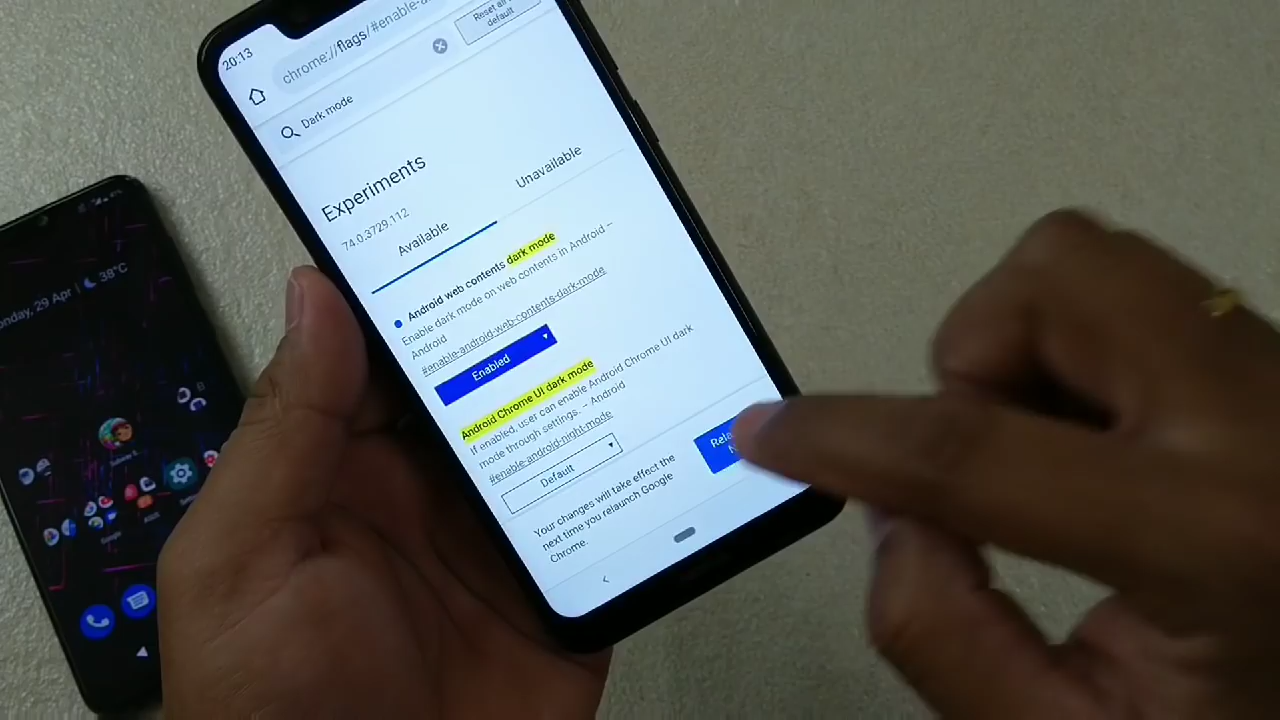 20:13
chrome://flags/#enable-a
Reset all
default
Dark mode
Experiments
74.0.3729.112
Available
Unavailable
Android web contents dark mode
Enable dark mode on web contents in Android –
Android
#enable-android-web-contents-dark-mode
Enabled
Android Chrome UI dark mode
If enabled, user can enable Android Chrome UI dark
mode through settings. – Android
#enable-android-night-mode
Default
Your changes will take effect the
next time you relaunch Google
Chrome.
Rela
N
onday, 29 Apr | 38°C
Google